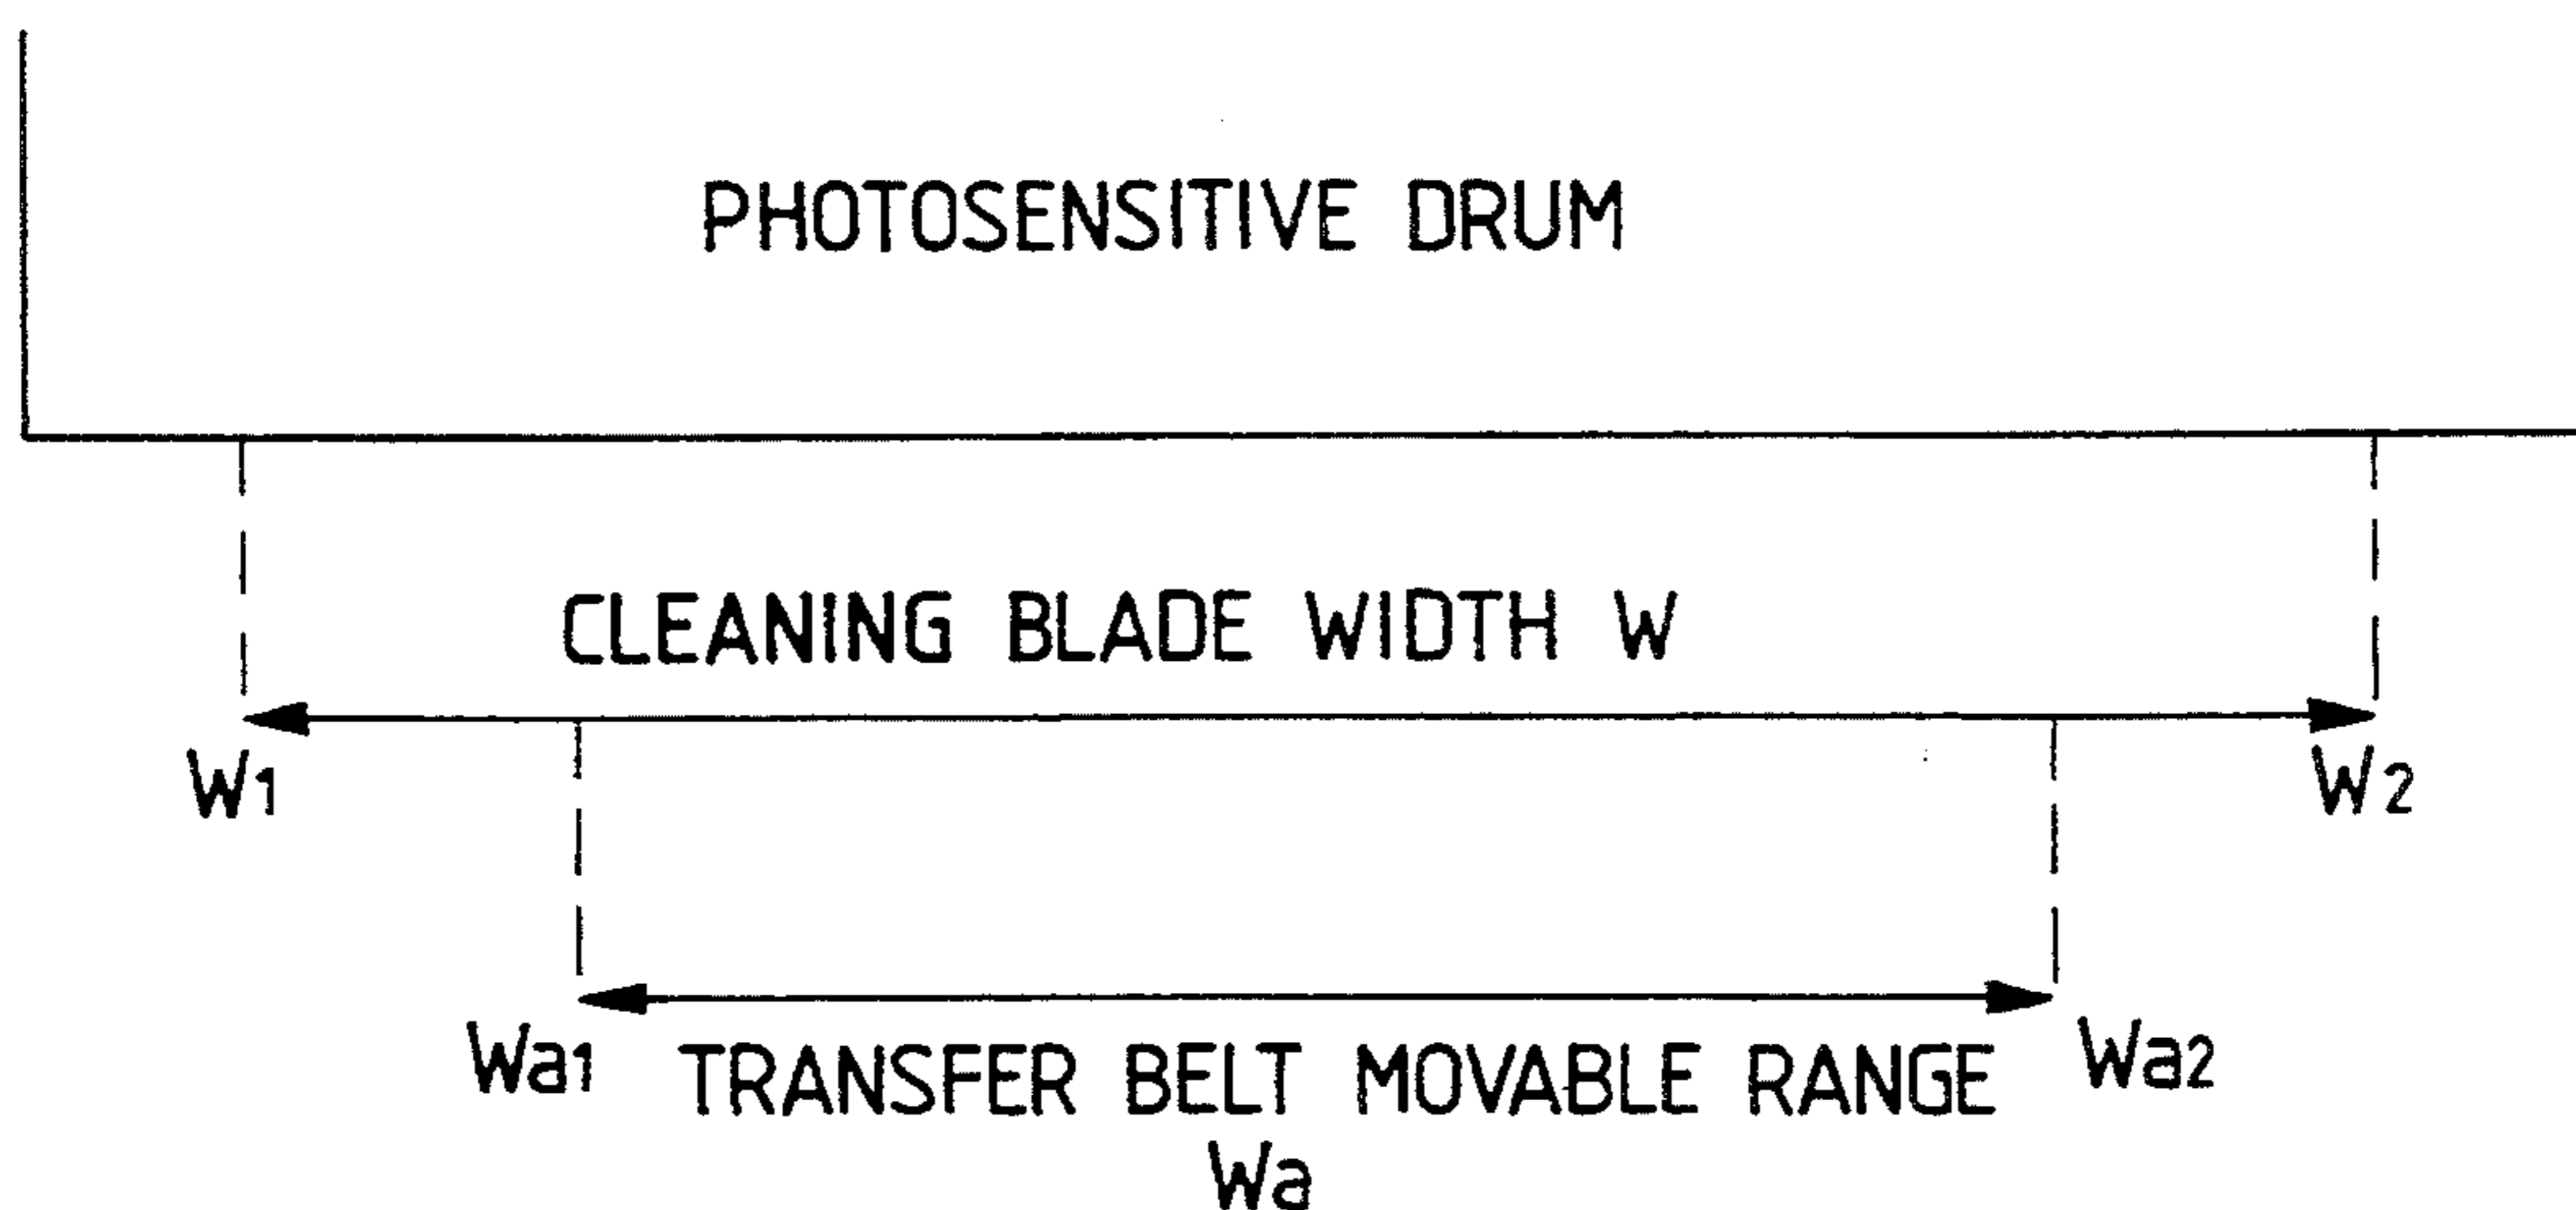 PHOTOSENSITIVE DRUM
CLEANING BLADE WIDTH W
W1
W2
Wa1
TRANSFER BELT MOVABLE RANGE
Wa2
Wa